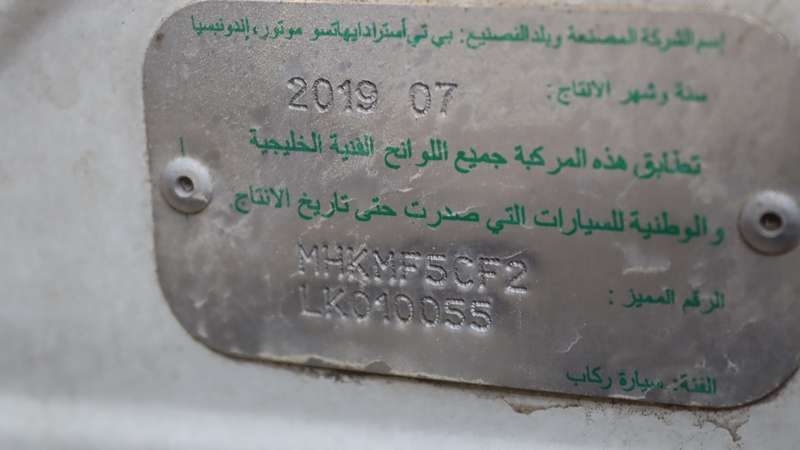 إسم الشركة المصنعة وبلد التصنيع: بي تي أسترا دايهاتسو موتور، إندونيسيا
سنة وشهر الانتاج: 2019 07
تطابق هذه المركبة جميع اللوائح الفنية الخليجية
والوطنية للسيارات التي صدرت حتى تاريخ الانتاج
MHKMF5CF2
الرقم المميز: LK010055
الفئة: سيارة ركاب